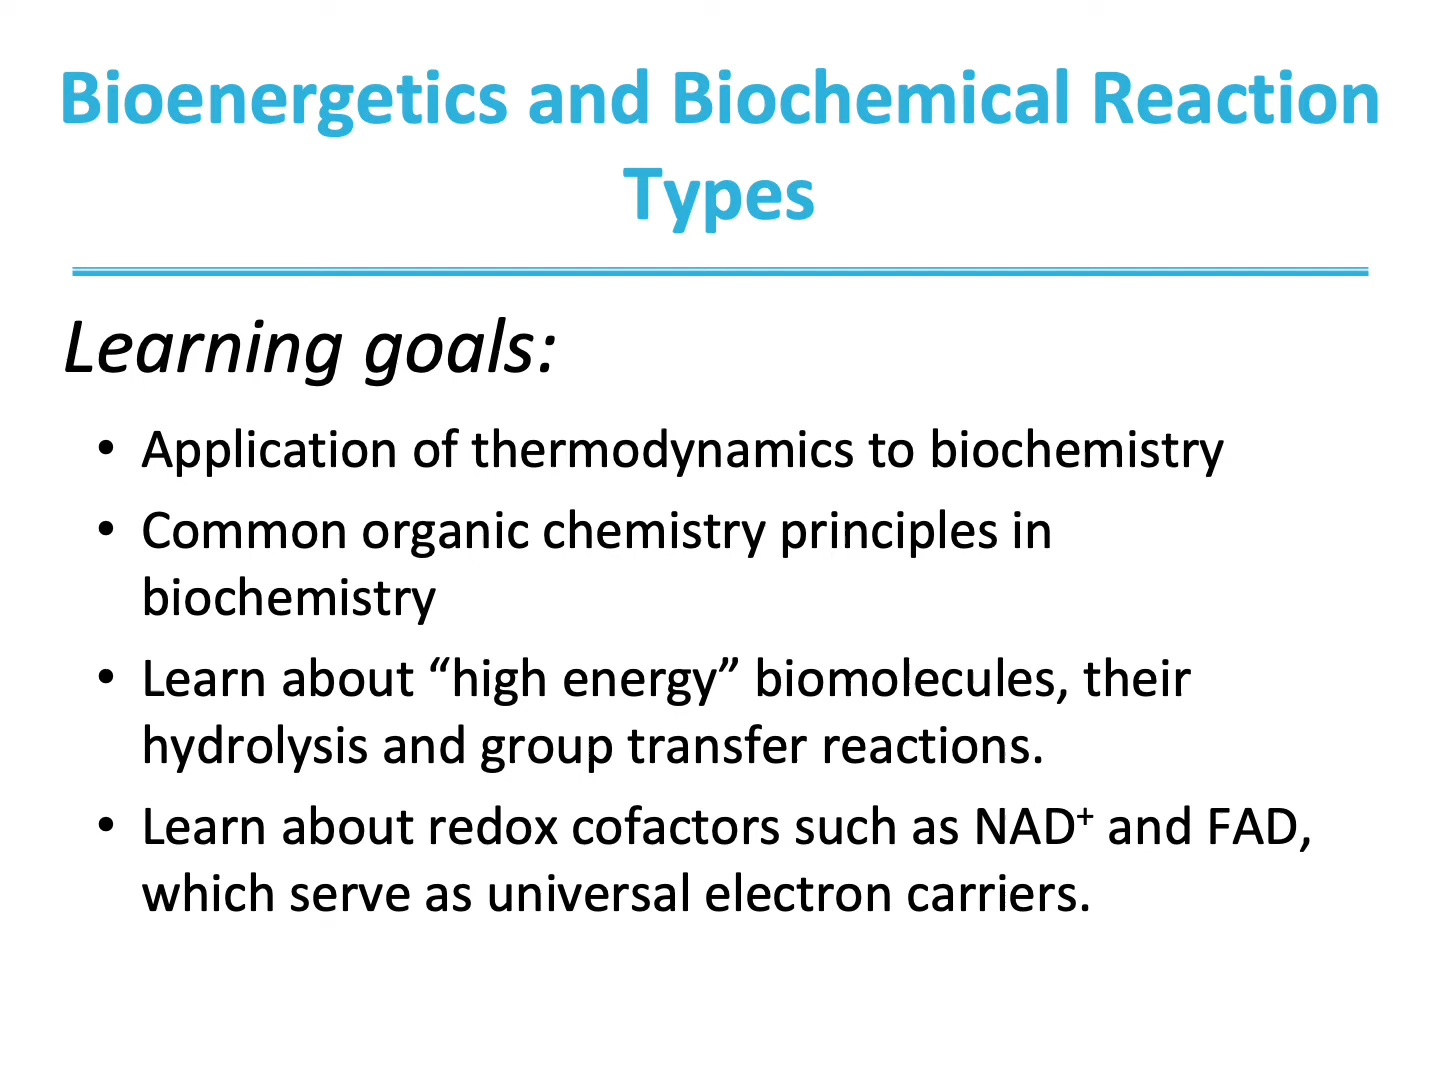 Bioenergetics and Biochemical Reaction
Types
Learning goals:
• Application of thermodynamics to biochemistry
• Common organic chemistry principles in
biochemistry
• Learn about “high energy” biomolecules, their
hydrolysis and group transfer reactions.
• Learn about redox cofactors such as NAD⁺ and FAD,
which serve as universal electron carriers.